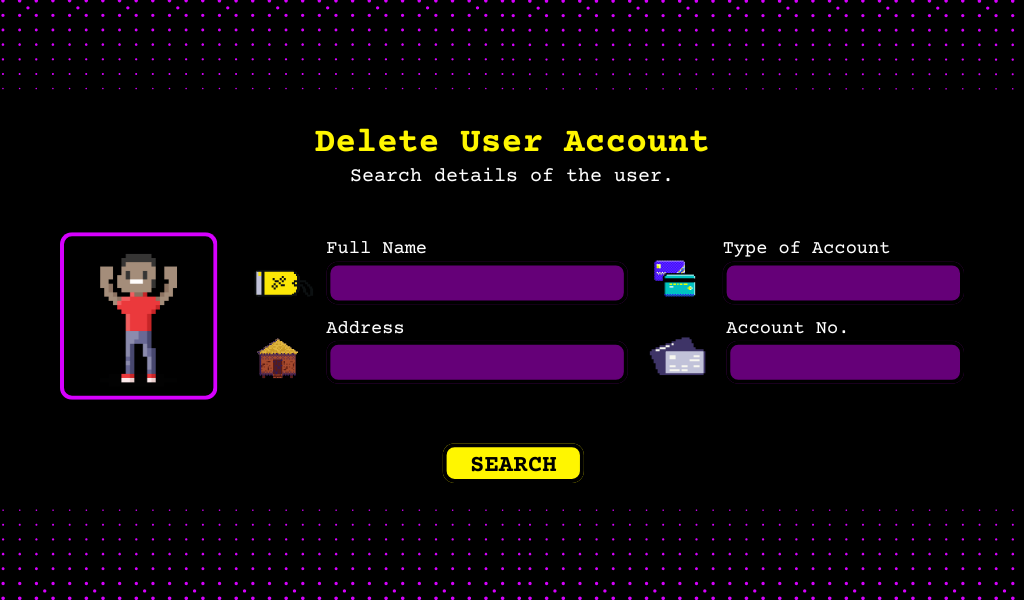 Delete User Account
Search details of the user.
Full Name
Type of Account
Address
Account No.
SEARCH